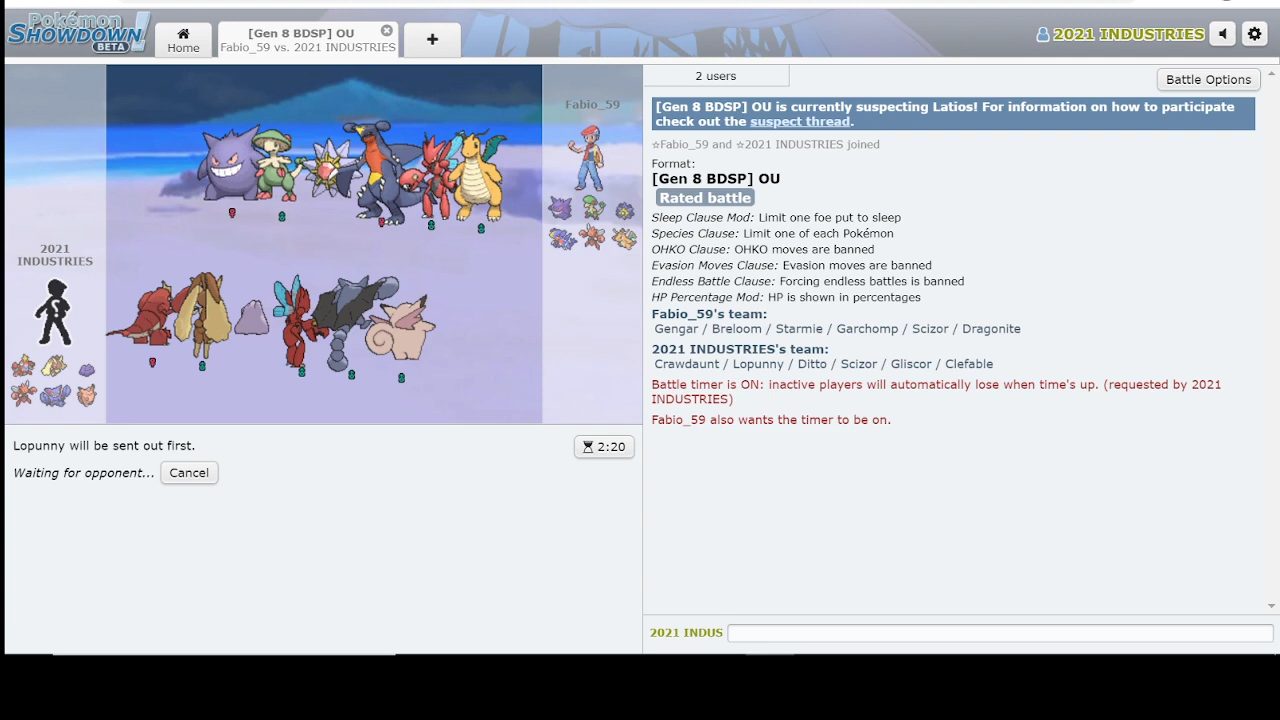 Pokémon
SHOWDOWN!
BETA
Home
[Gen 8 BDSP] OU
Fabio_59 vs. 2021 INDUSTRIES
+
2021 INDUSTRIES
2021
INDUSTRIES
Fabio_59
Lopunny will be sent out first.
2:20
Waiting for opponent... Cancel
2 users
Battle Options
[Gen 8 BDSP] OU is currently suspecting Latios! For information on how to participate
check out the suspect thread.
☆Fabio_59 and ☆2021 INDUSTRIES joined
Format:
[Gen 8 BDSP] OU
Rated battle
Sleep Clause Mod: Limit one foe put to sleep
Species Clause: Limit one of each Pokémon
OHKO Clause: OHKO moves are banned
Evasion Moves Clause: Evasion moves are banned
Endless Battle Clause: Forcing endless battles is banned
HP Percentage Mod: HP is shown in percentages
Fabio_59's team:
Gengar / Breloom / Starmie / Garchomp / Scizor / Dragonite
2021 INDUSTRIES's team:
Crawdaunt / Lopunny / Ditto / Scizor / Gliscor / Clefable
Battle timer is ON: inactive players will automatically lose when time's up. (requested by 2021
INDUSTRIES)
Fabio_59 also wants the timer to be on.
2021 INDUS